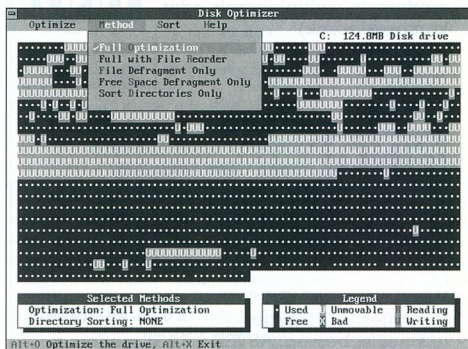 Disk Optimizer
Optimize Method Sort Help
C: 124.8MB Disk drive
✓Full Optimization
Full with File Reorder
File Defragment Only
Free Space Defragment Only
Sort Directories Only
Selected Methods
Optimization: Full Optimization
Directory Sorting: NONE
Legend
Used Unmovable Reading
Free X Bad W Writing
Alt+O Optimize the drive, Alt+X Exit